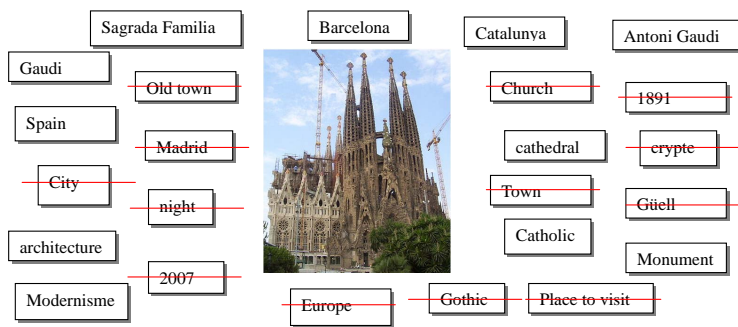 Sagrada Familia
Barcelona
Catalunya
Antoni Gaudi
Gaudi
Old town
Church
1891
Spain
Madrid
cathedral
crypte
City
night
Town
Güell
architecture
Catholic
Monument
2007
Modernisme
Europe
Gothic
Place to visit